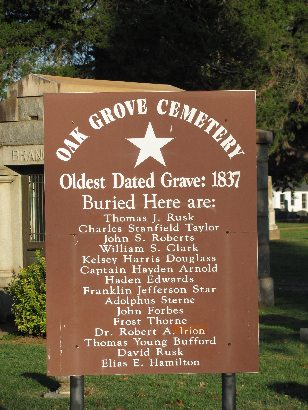 OAK GROVE CEMETERY
Oldest Dated Grave: 1837
Buried Here are:
Thomas J. Rusk
Charles Stanfield Taylor
John S. Roberts
William S. Clark
Kelsey Harris Douglass
Captain Hayden Arnold
Haden Edwards
Franklin Jefferson Star
Adolphus Sterne
John Forbes
Frost Thorne
Dr. Robert A. Irion
Thomas Young Bufford
David Rusk
Elias E. Hamilton